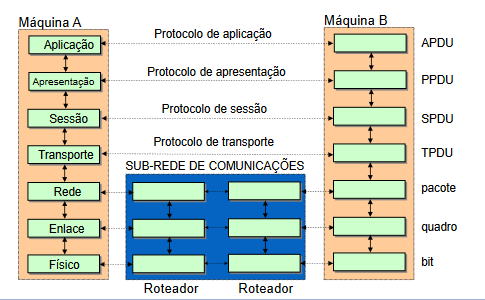 Máquina A
Máquina B
Aplicação
Protocolo de aplicação
APDU
Apresentação
Protocolo de apresentação
PPDU
Sessão
Protocolo de sessão
SPDU
Transporte
Protocolo de transporte
TPDU
SUB-REDE DE COMUNICAÇÕES
Rede
pacote
Enlace
quadro
Físico
bit
Roteador
Roteador